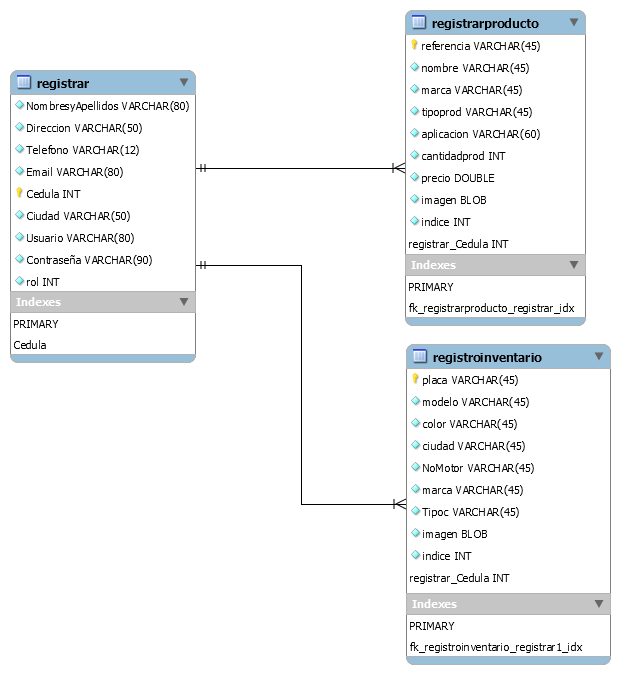 registrar
NombresyApellidos VARCHAR(80)
Direccion VARCHAR(50)
Telefono VARCHAR(12)
Email VARCHAR(80)
Cedula INT
Ciudad VARCHAR(50)
Usuario VARCHAR(80)
Contraseña VARCHAR(90)
rol INT
Indexes
PRIMARY
Cedula
registrarproducto
referencia VARCHAR(45)
nombre VARCHAR(45)
marca VARCHAR(45)
tipoprod VARCHAR(45)
aplicacion VARCHAR(60)
cantidadprod INT
precio DOUBLE
imagen BLOB
indice INT
registrar_Cedula INT
Indexes
PRIMARY
fk_registrarproducto_registrar_idx
registroinventario
placa VARCHAR(45)
modelo VARCHAR(45)
color VARCHAR(45)
ciudad VARCHAR(45)
NoMotor VARCHAR(45)
marca VARCHAR(45)
Tipoc VARCHAR(45)
imagen BLOB
indice INT
registrar_Cedula INT
Indexes
PRIMARY
fk_registroinventario_registrar1_idx